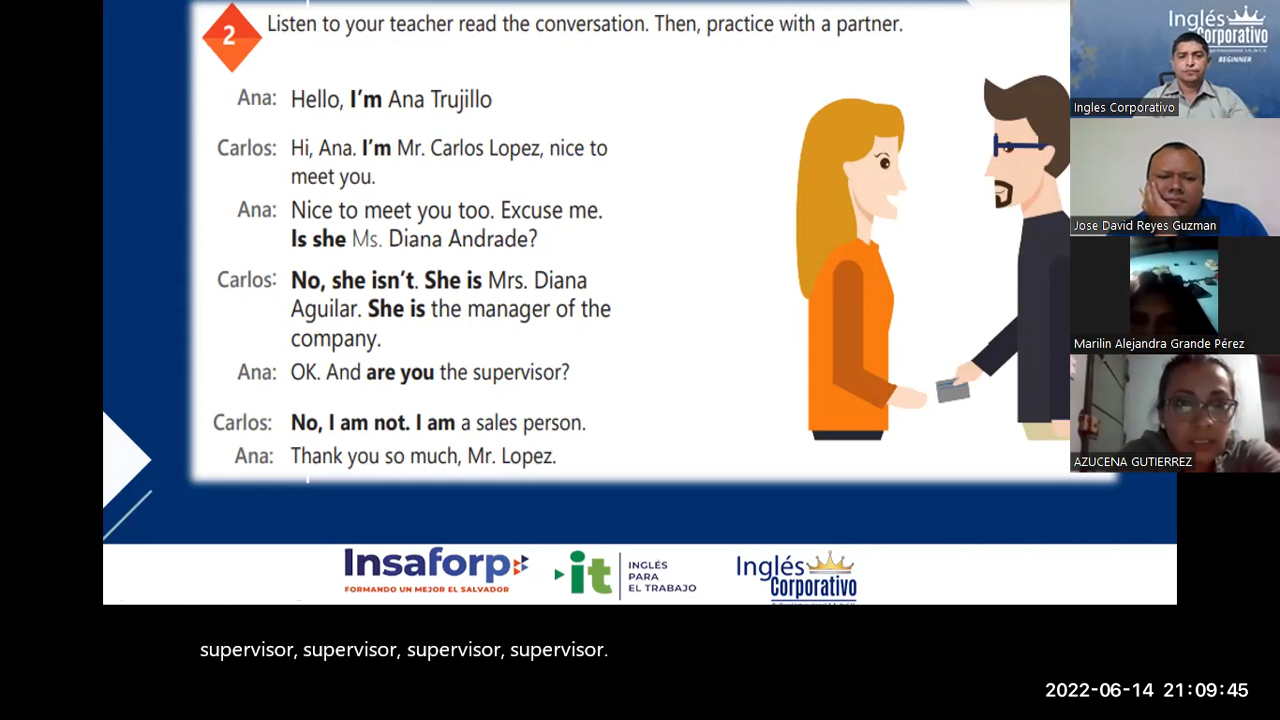 2
Listen to your teacher read the conversation. Then, practice with a partner.
Ana: Hello, I'm Ana Trujillo
Carlos: Hi, Ana. I'm Mr. Carlos Lopez, nice to
meet you.
Ana: Nice to meet you too. Excuse me.
Is she Ms. Diana Andrade?
Carlos: No, she isn't. She is Mrs. Diana
Aguilar. She is the manager of the
company.
Ana: OK. And are you the supervisor?
Carlos: No, I am not. I am a sales person.
Ana: Thank you so much, Mr. Lopez.
Insaforp
FORMANDO UN MEJOR EL SALVADOR
it
INGLÉS
PARA
EL TRABAJO
Inglés
Corporativo
Inglés
Corporativo
BEGINNER
Ingles Corporativo
Jose David Reyes Guzman
Marilin Alejandra Grande Pérez
AZUCENA GUTIERREZ
supervisor, supervisor, supervisor, supervisor.
2022-06-14 21:09:45